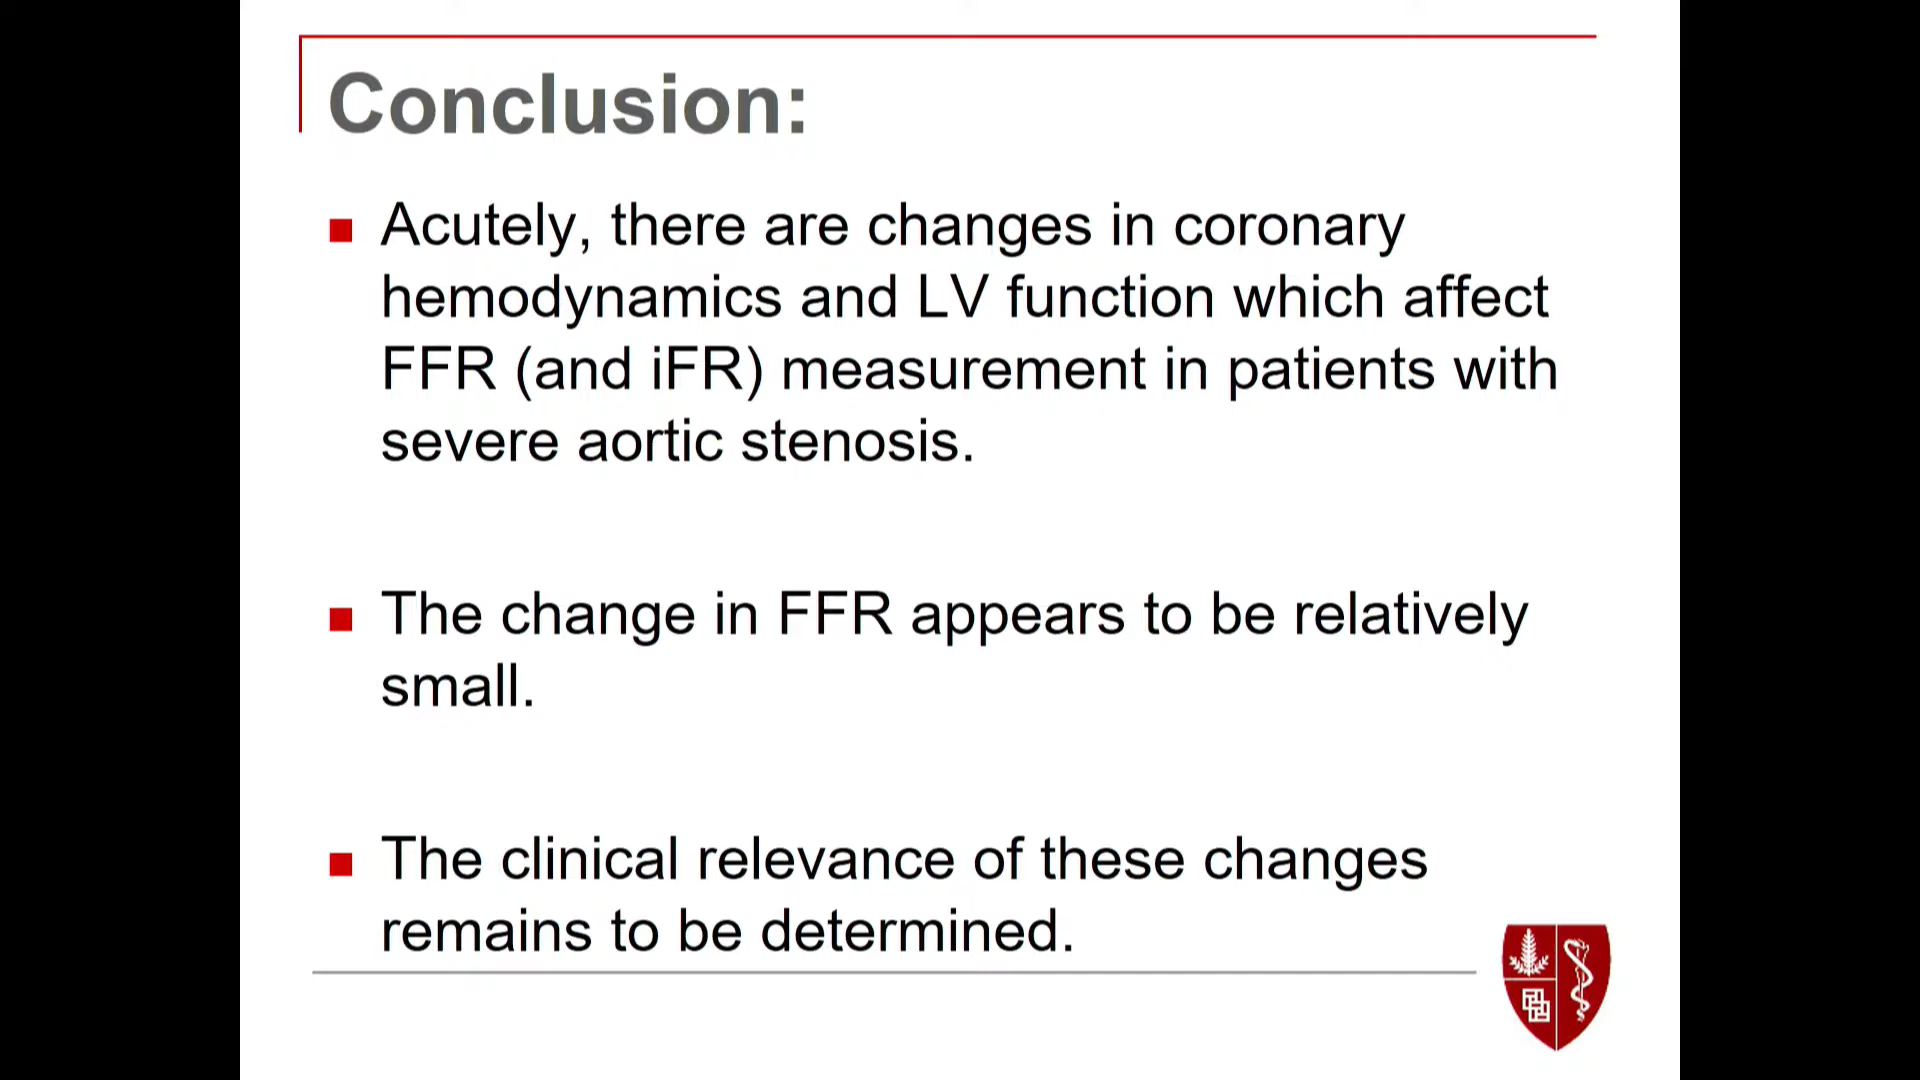 Conclusion:
Acutely, there are changes in coronary
hemodynamics and LV function which affect
FFR (and iFR) measurement in patients with
severe aortic stenosis.
The change in FFR appears to be relatively
small.
The clinical relevance of these changes
remains to be determined.